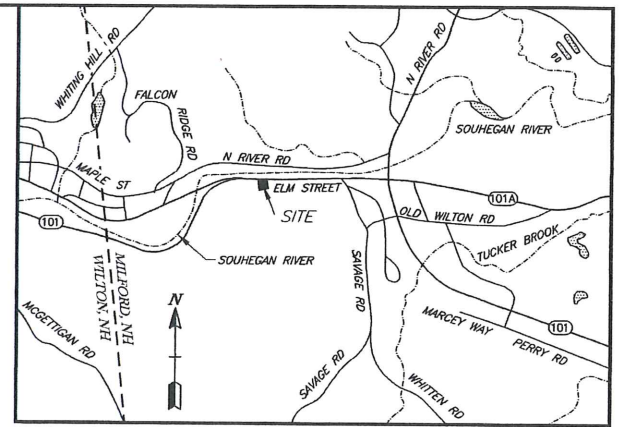 WHITING HILL RD
FALCON
RIDGE RD
N RIVER RD
N RIVER RD
SOUHEGAN RIVER
MAPLE ST
ELM STREET
101A
SITE
OLD WILTON RD
101
SOUHEGAN RIVER
TUCKER BROOK
SAVAGE RD
MILFORD, NH
WILTON, NH
N
MCGETTIGAN RD
MARCEY WAY
101
PERRY RD
SAVAGE RD
WHITTEN RD